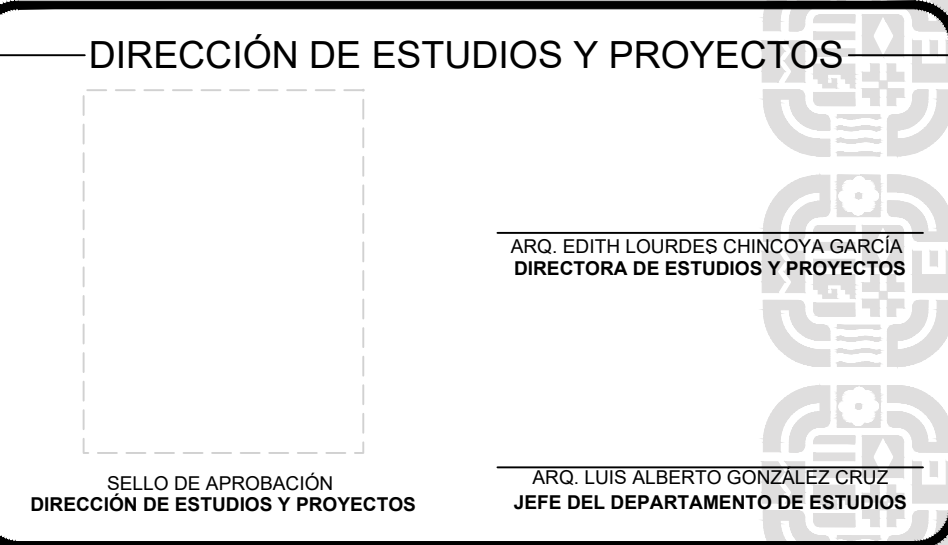 DIRECCIÓN DE ESTUDIOS Y PROYECTOS
ARQ. EDITH LOURDES CHINCOYA GARCÍA
DIRECTORA DE ESTUDIOS Y PROYECTOS
SELLO DE APROBACIÓN
DIRECCIÓN DE ESTUDIOS Y PROYECTOS
ARQ. LUIS ALBERTO GONZÁLEZ CRUZ
JEFE DEL DEPARTAMENTO DE ESTUDIOS